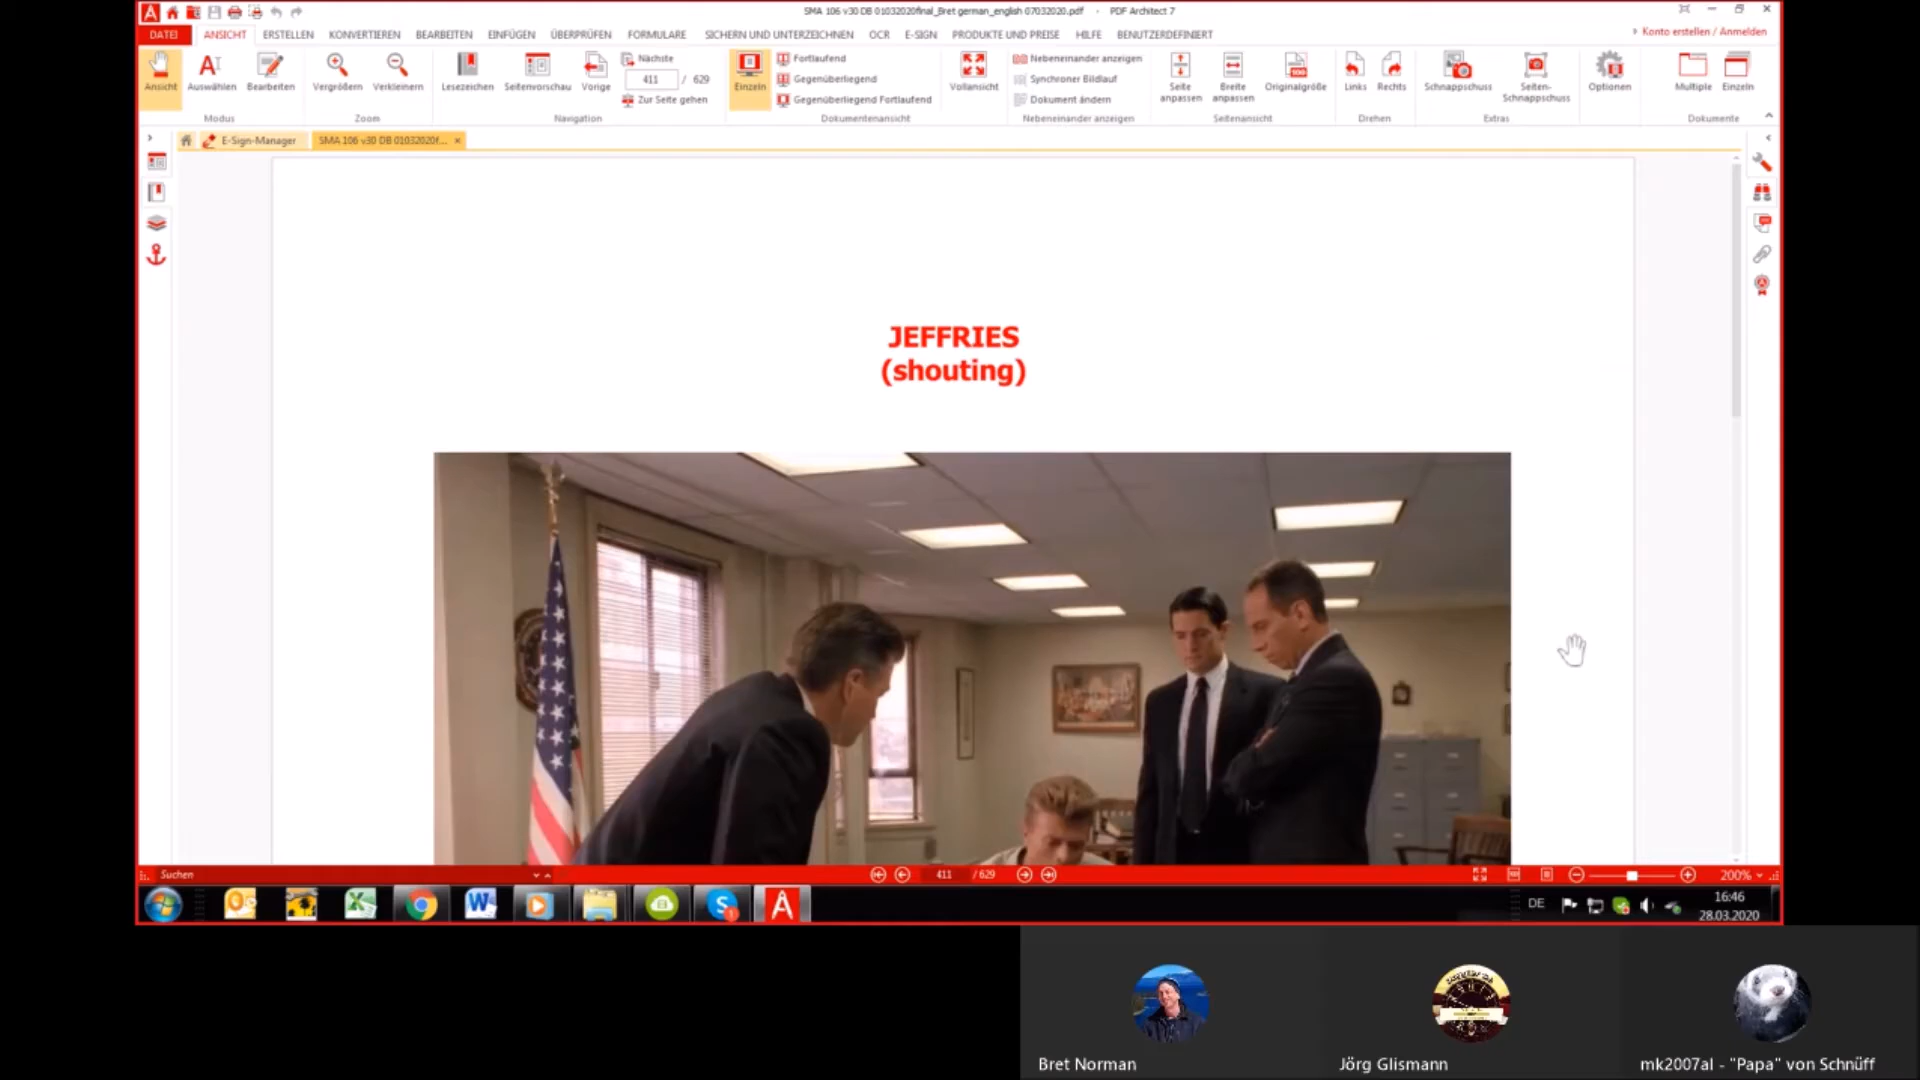 SMA 106 v30 DB 01032020final_Bret german_english 07032020.pdf - PDF Architect 7
DATEI ANSICHT ERSTELLEN KONVERTIEREN BEARBEITEN EINFÜGEN ÜBERPRÜFEN FORMULARE SICHERN UND UNTERZEICHNEN OCR E-SIGN PRODUKTE UND PREISE HILFE BENUTZERDEFINIERT Konto erstellen / Anmelden
Ansicht Auswählen Bearbeiten
Modus
Vergrößern Verkleinern
Zoom
Lesezeichen Seitenvorschau Vorige
Nächste
411 / 629
Zur Seite gehen
Navigation
Einzeln
Fortlaufend
Gegenüberliegend
Gegenüberliegend Fortlaufend
Dokumentenansicht
Vollansicht
Nebeneinander anzeigen
Synchroner Bildlauf
Dokument ändern
Nebeneinander anzeigen
Seite anpassen
Breite anpassen
Originalgröße
Seitenansicht
Links Rechts
Drehen
Schnappschuss
Seiten-
Schnappschuss
Extras
Optionen
Multiple Einzeln
Dokumente
E-Sign-Manager SMA 106 v30 DB 01032020f...
JEFFRIES
(shouting)
Suchen 411 / 629 200%
DE 16:46
28.03.2020
Bret Norman Jörg Glismann mk2007al - "Papa" von Schnüff